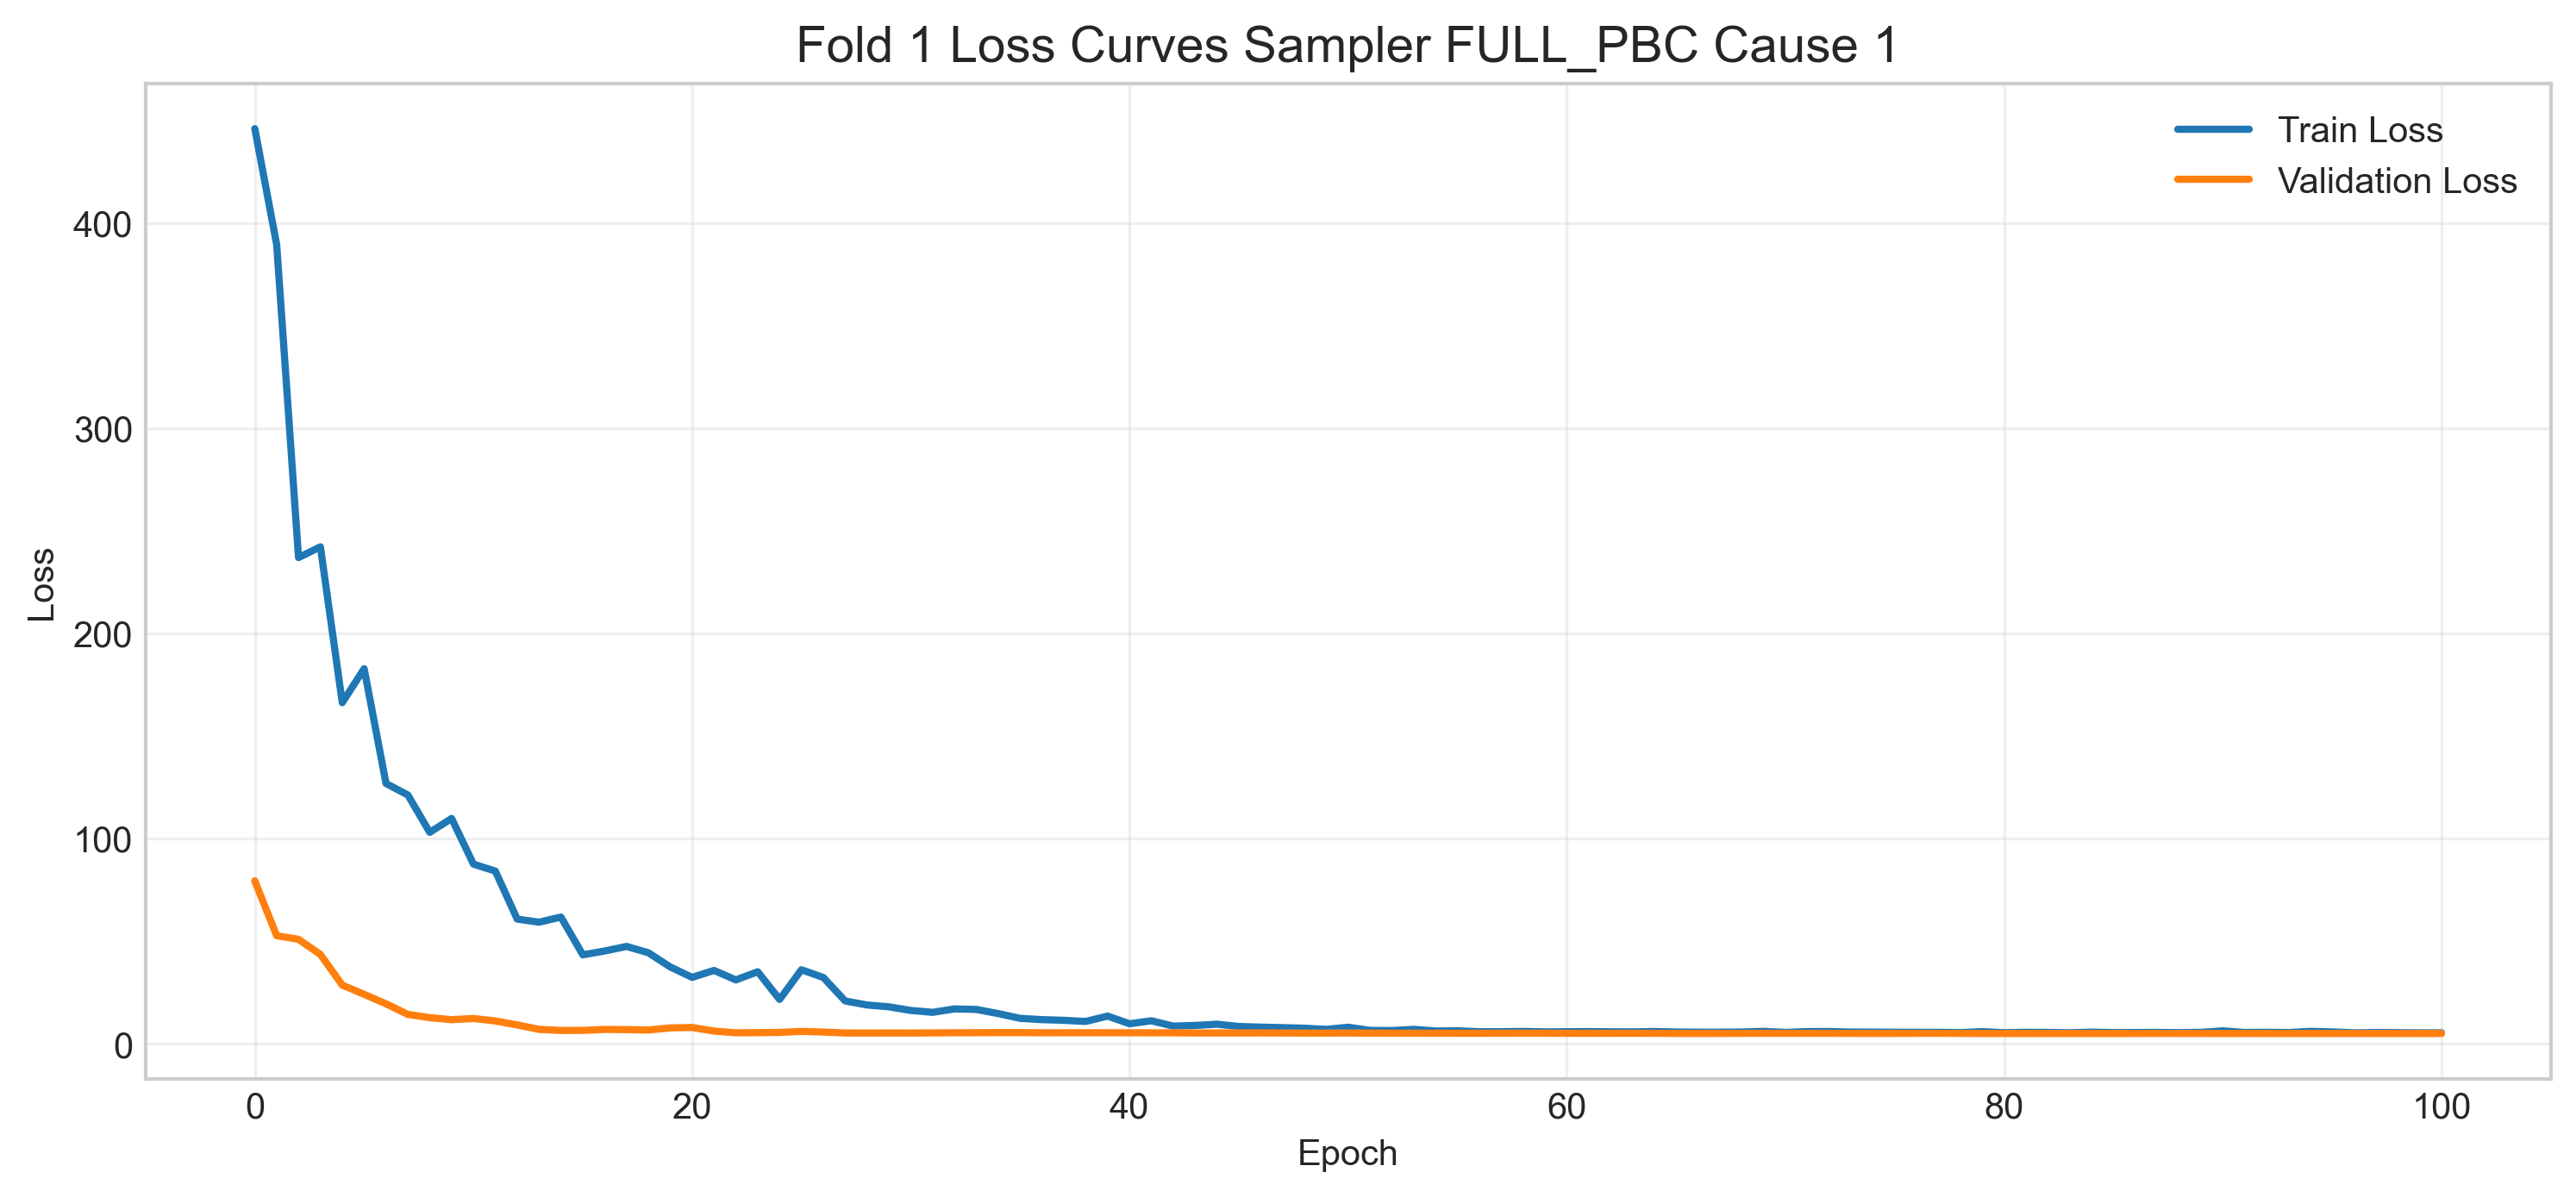 Fold 1 Loss Curves Sampler FULL_PBC Cause 1
Train Loss
Validation Loss
400
300
200
100
0
Loss
0 20 40 60 80 100
Epoch